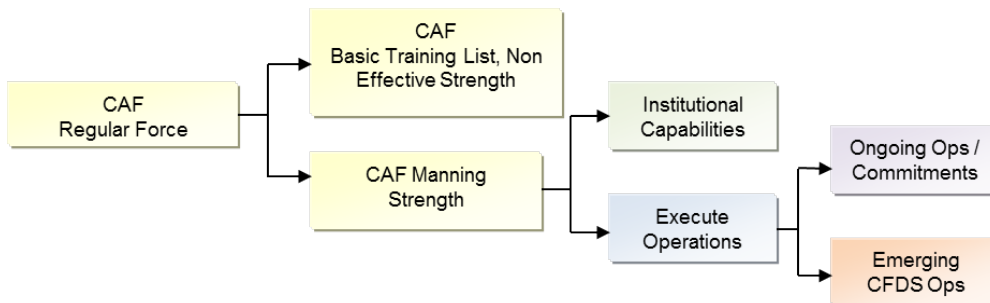 CAF
Regular Force
CAF
Basic Training List, Non
Effective Strength
CAF Manning
Strength
Institutional
Capabilities
Execute
Operations
Ongoing Ops /
Commitments
Emerging
CFDS Ops